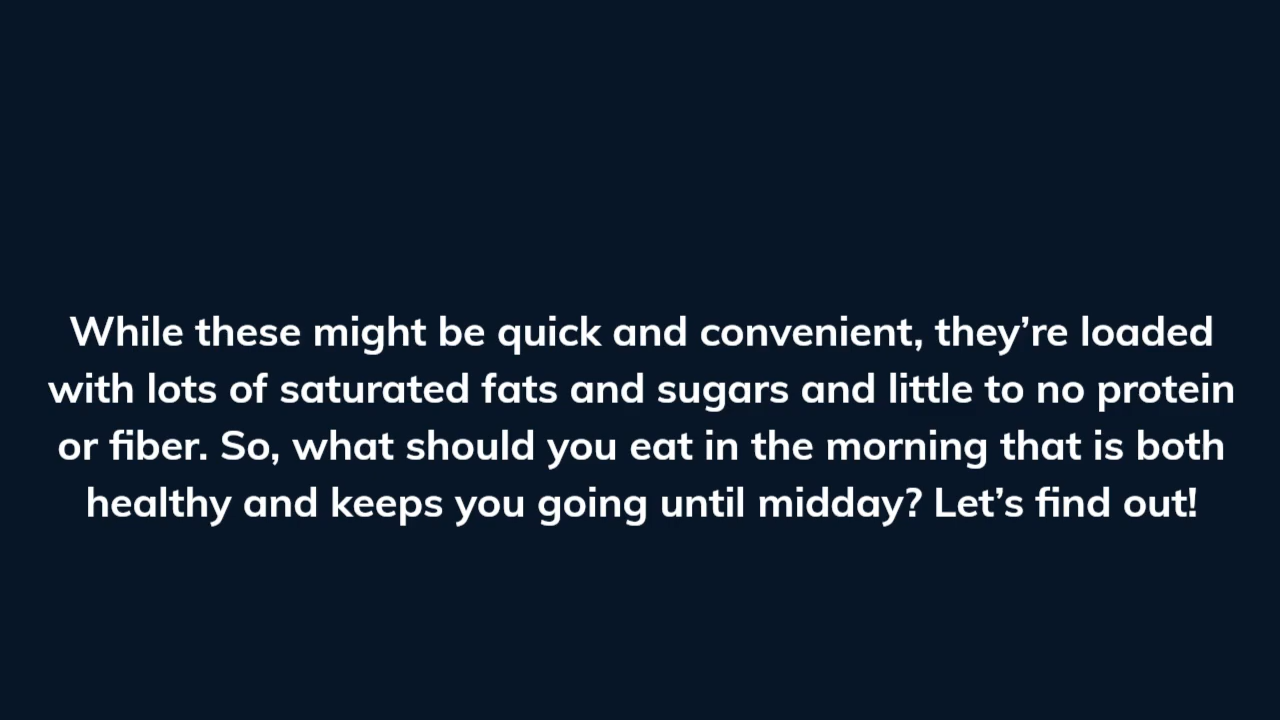 While these might be quick and convenient, they’re loaded
with lots of saturated fats and sugars and little to no protein
or fiber. So, what should you eat in the morning that is both
healthy and keeps you going until midday? Let’s find out!